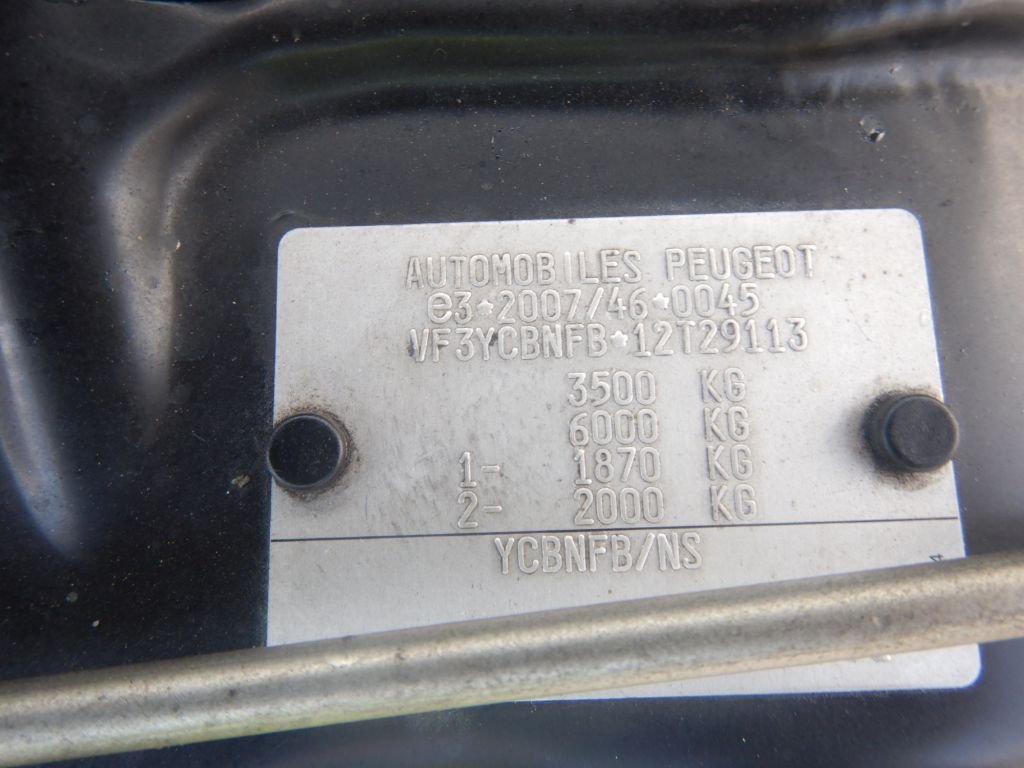 AUTOMOBILES PEUGEOT
e3*2007/46*0045
VF3YCBNFB*12T29113
3500 KG
6000 KG
1- 1870 KG
2- 2000 KG
YCBNFB/NS